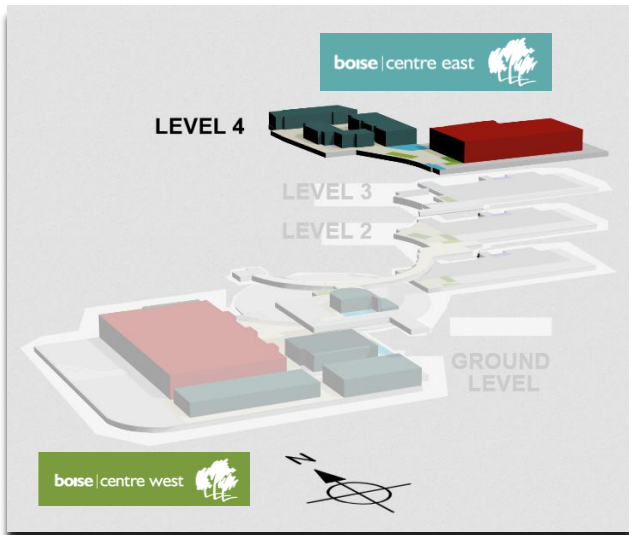 boise|centre east
LEVEL 4
LEVEL 3
LEVEL 2
GROUND
LEVEL
boise|centre west
N